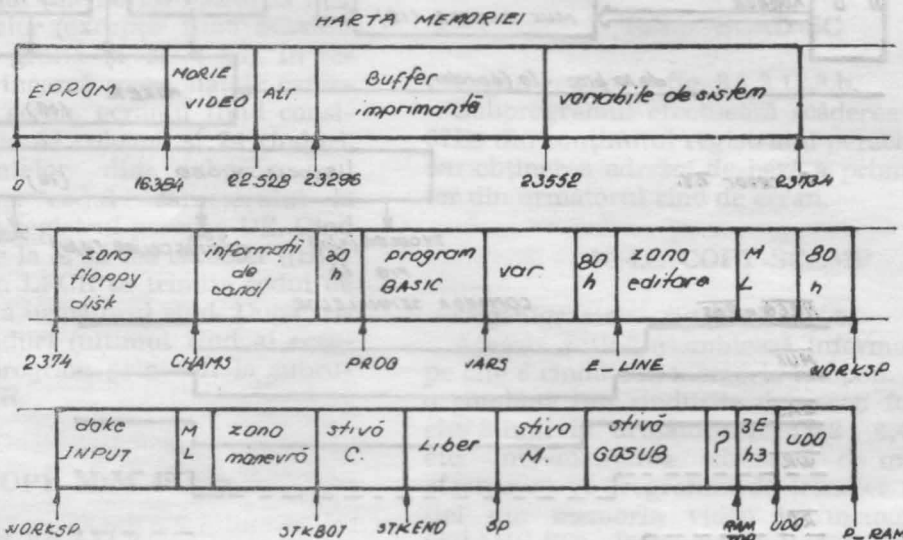 HARTA MEMORIEI
EPROM
MORIE
VIDEO
Atr.
Buffer
imprimantă
variabile de sistem
0
16384
22528
23296
23552
23734
zona
floppy
disk
informații
de
canal
80
h
program
BASIC
var.
80
h
zona
editare
M
L
80
h
2374
CHAMS
PROG
VARS
E_LINE
WORKSP
date
INPUT
M
L
zona
manevră
stivă
C.
Liber
stiva
M.
stivă
GOSUB
?
3E
h3
UDG
WORKSP
STKBOT
STKEND
SP
RAM
TOP
UDG
P_RAM